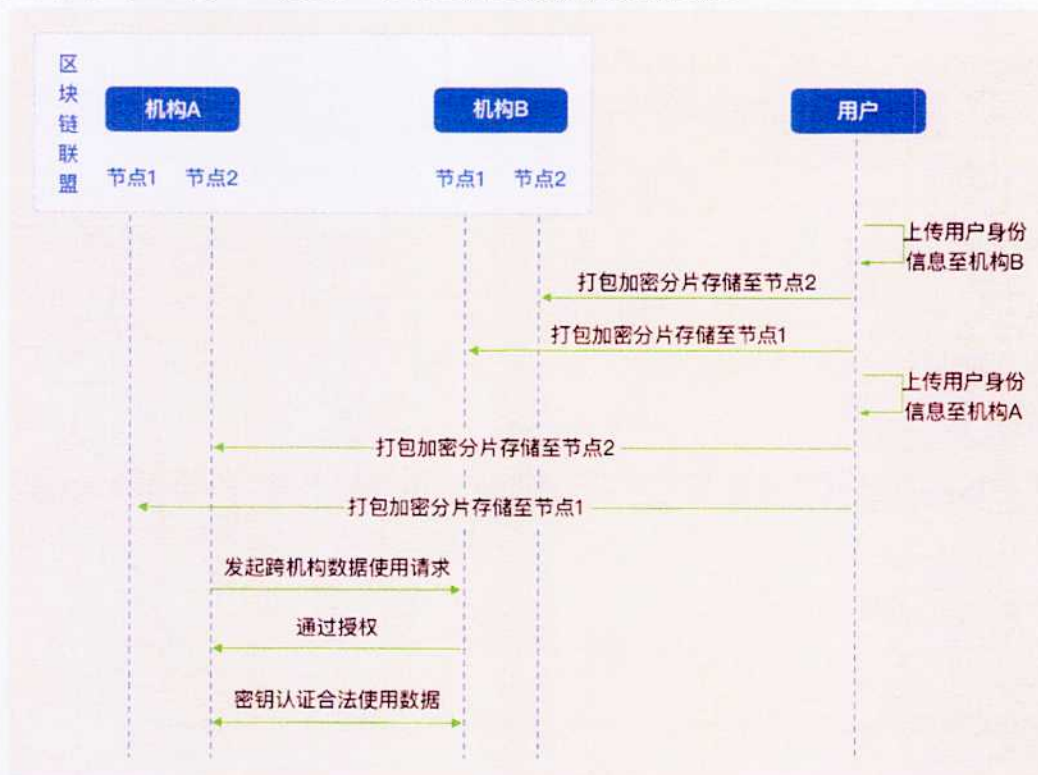 区
块
链
联
盟
机构A
机构B
用户
节点1
节点2
节点1
节点2
上传用户身份
信息至机构B
打包加密分片存储至节点2
打包加密分片存储至节点1
上传用户身份
信息至机构A
打包加密分片存储至节点2
打包加密分片存储至节点1
发起跨机构数据使用请求
通过授权
密钥认证合法使用数据